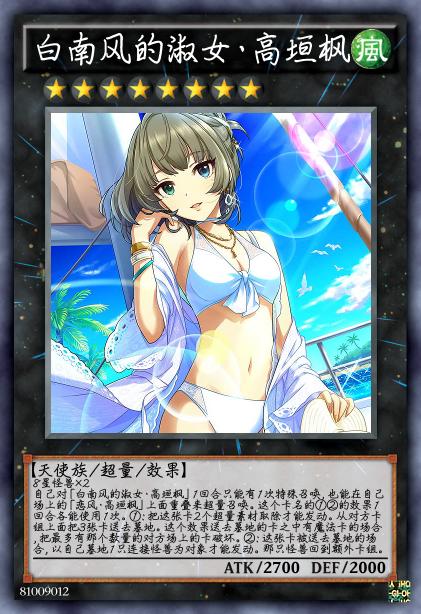 白南风的淑女·高垣枫
風
【天使族/超量/效果】
8星怪兽×2
自己对「白南风的淑女·高垣枫」1回合只能有1次特殊召唤,也能在自己
场上的「恋风·高垣枫」上面重叠来超量召唤。这个卡名的①②的效果1
回合各能使用1次。①:把这张卡2个超量素材取除才能发动。从对方卡
组上面把3张卡送去墓地。这个效果送去墓地的卡之中有魔法卡的场合
,把最多有那个数量的对方场上的卡破坏。②:这张卡被送去墓地的场
合,以自己墓地1只连接怪兽为对象才能发动。那只怪兽回到额外卡组。
ATK/2700 DEF/2000
81009012